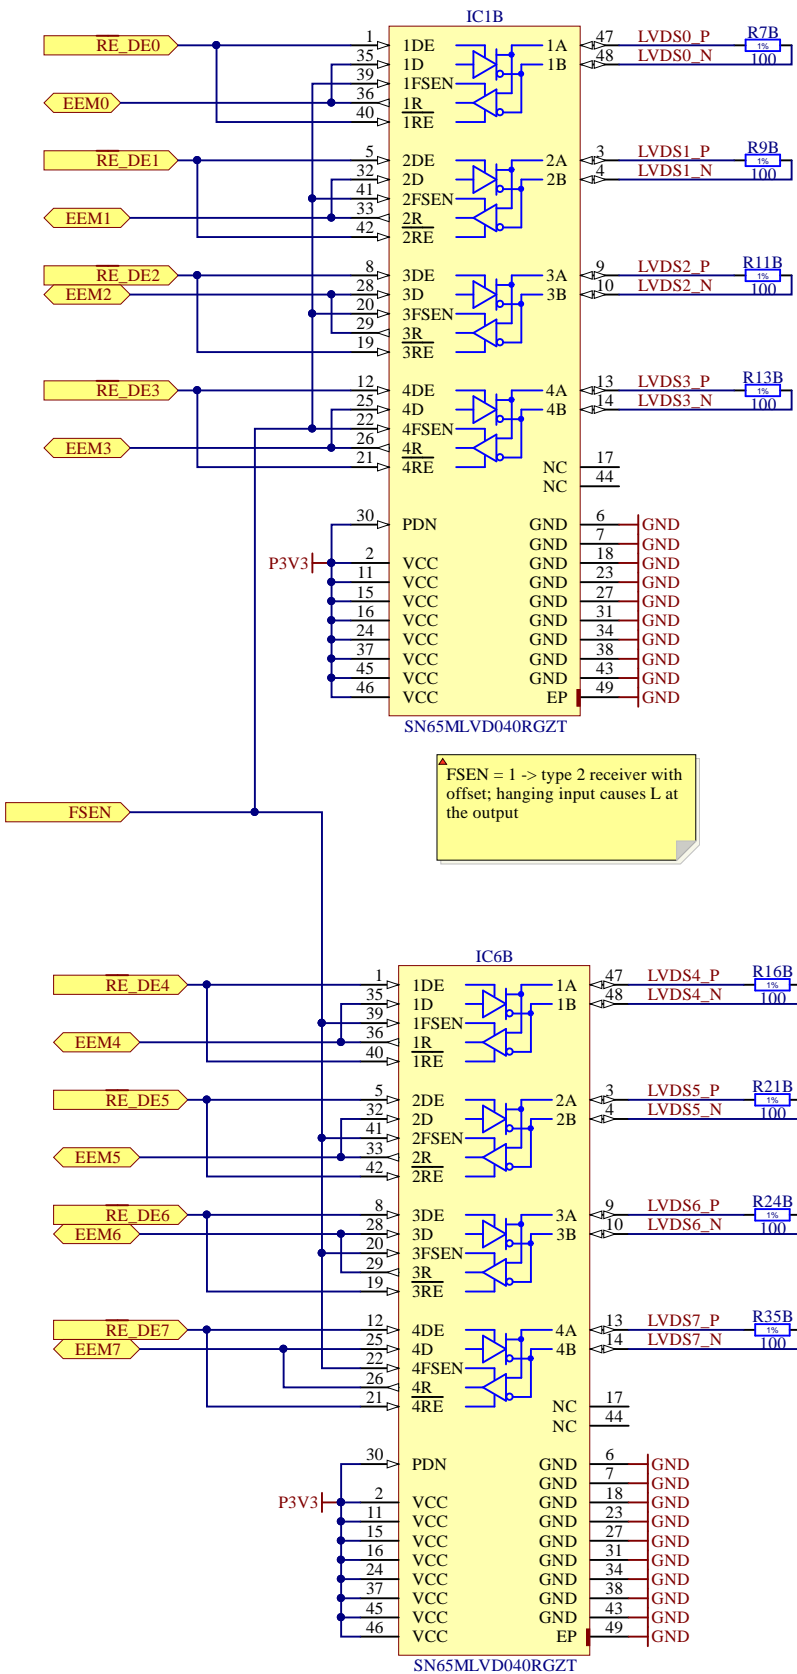 IC1B
RE_DE0 1 1DE 1A 47 LVDS0_P R7B
1%
35 1D 1B 48 LVDS0_N 100
39 1FSEN
EEM0 36 1R
40 1RE
RE_DE1 5 2DE 2A 3 LVDS1_P R9B
1%
32 2D 2B 4 LVDS1_N 100
41 2FSEN
EEM1 33 2R
42 2RE
RE_DE2 8 3DE 3A 9 LVDS2_P R11B
1%
EEM2 28 3D 3B 10 LVDS2_N 100
20 3FSEN
29 3R
19 3RE
RE_DE3 12 4DE 4A 13 LVDS3_P R13B
1%
25 4D 4B 14 LVDS3_N 100
22 4FSEN
EEM3 26 4R
21 4RE
NC 17
NC 44
30 PDN GND 6 GND
GND 7 GND
P3V3 2 VCC GND 18 GND
11 VCC GND 23 GND
15 VCC GND 27 GND
16 VCC GND 31 GND
24 VCC GND 34 GND
37 VCC GND 38 GND
45 VCC GND 43 GND
46 VCC EP 49 GND
SN65MLVD040RGZT
FSEN = 1 -> type 2 receiver with
offset; hanging input causes L at
the output
FSEN
IC6B
RE_DE4 1 1DE 1A 47 LVDS4_P R16B
1%
35 1D 1B 48 LVDS4_N 100
39 1FSEN
EEM4 36 1R
40 1RE
RE_DE5 5 2DE 2A 3 LVDS5_P R21B
1%
32 2D 2B 4 LVDS5_N 100
41 2FSEN
EEM5 33 2R
42 2RE
RE_DE6 8 3DE 3A 9 LVDS6_P R24B
1%
EEM6 28 3D 3B 10 LVDS6_N 100
20 3FSEN
29 3R
19 3RE
RE_DE7 12 4DE 4A 13 LVDS7_P R35B
1%
EEM7 25 4D 4B 14 LVDS7_N 100
22 4FSEN
26 4R
21 4RE
NC 17
NC 44
30 PDN GND 6 GND
GND 7 GND
P3V3 2 VCC GND 18 GND
11 VCC GND 23 GND
15 VCC GND 27 GND
16 VCC GND 31 GND
24 VCC GND 34 GND
37 VCC GND 38 GND
45 VCC GND 43 GND
46 VCC EP 49 GND
SN65MLVD040RGZT